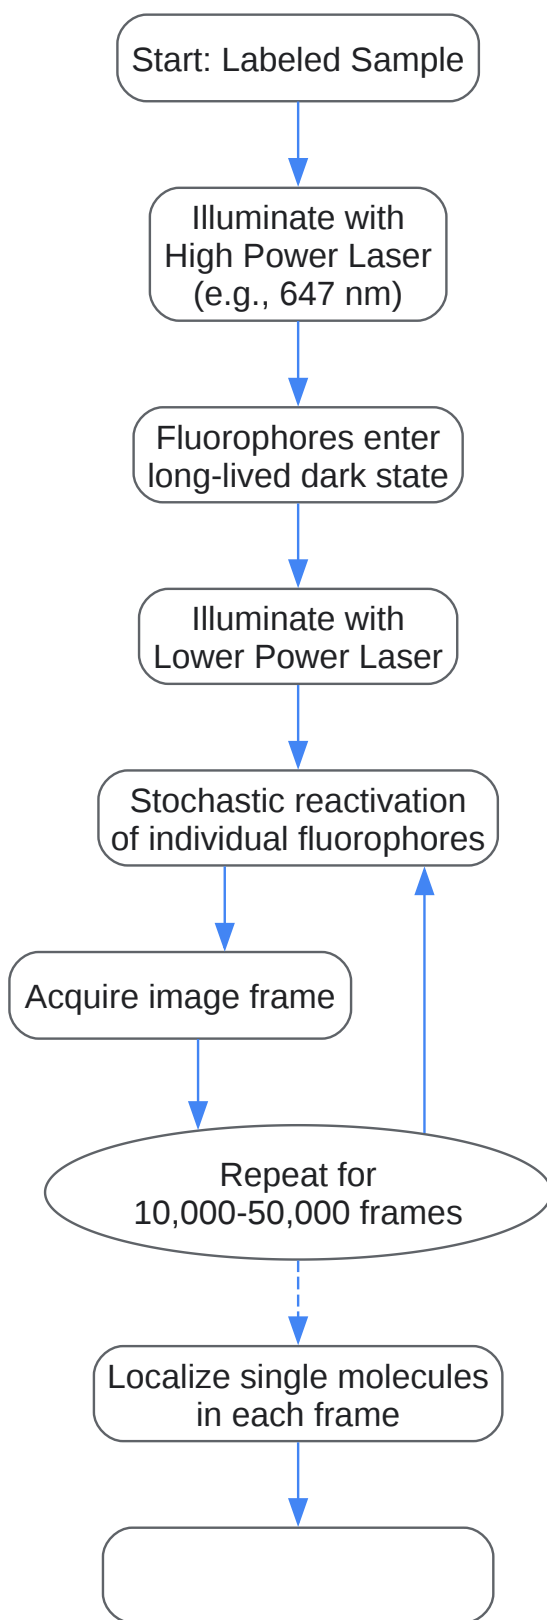 Start: Labeled Sample
Illuminate with
High Power Laser
(e.g., 647 nm)
Fluorophores enter
long-lived dark state
Illuminate with
Lower Power Laser
Stochastic reactivation
of individual fluorophores
Acquire image frame
Repeat for
10,000-50,000 frames
Localize single molecules
in each frame